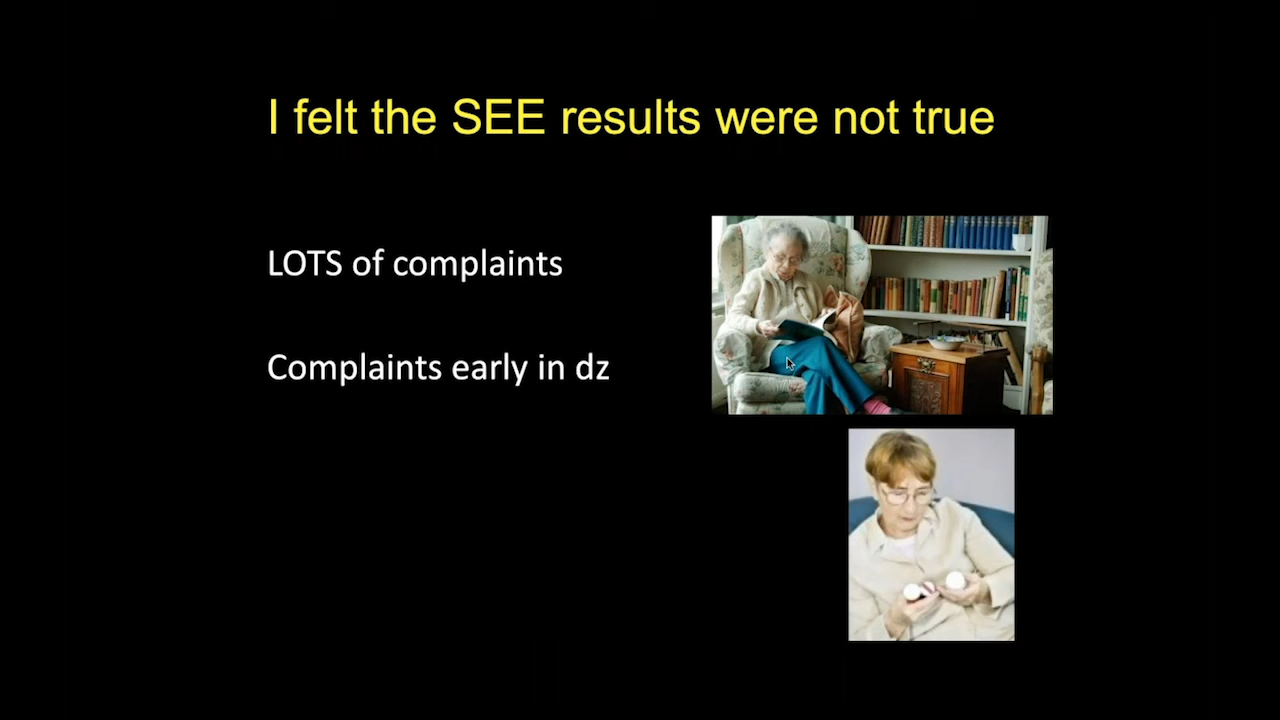 I felt the SEE results were not true
LOTS of complaints
Complaints early in dz